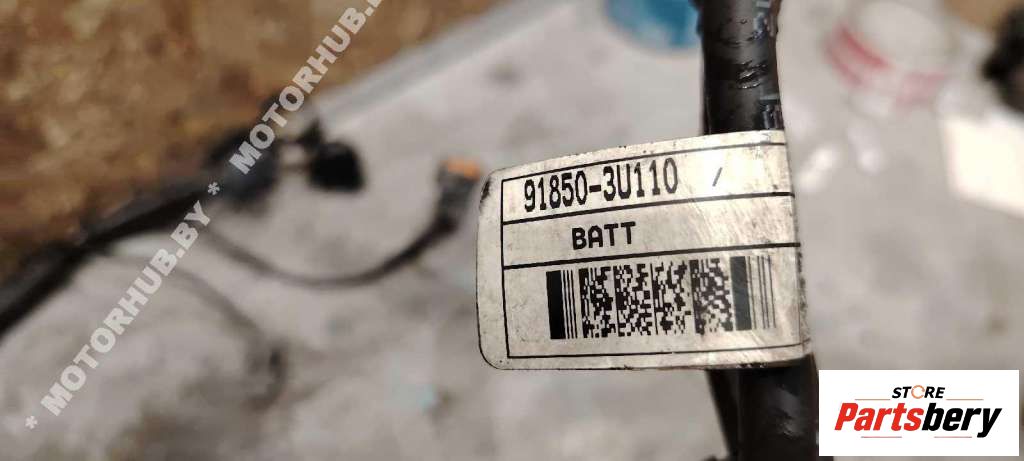 * MOTORHUB.BY * MOTORHUB.BY
91850-3U110 /
BATT
STORE
Partsbery